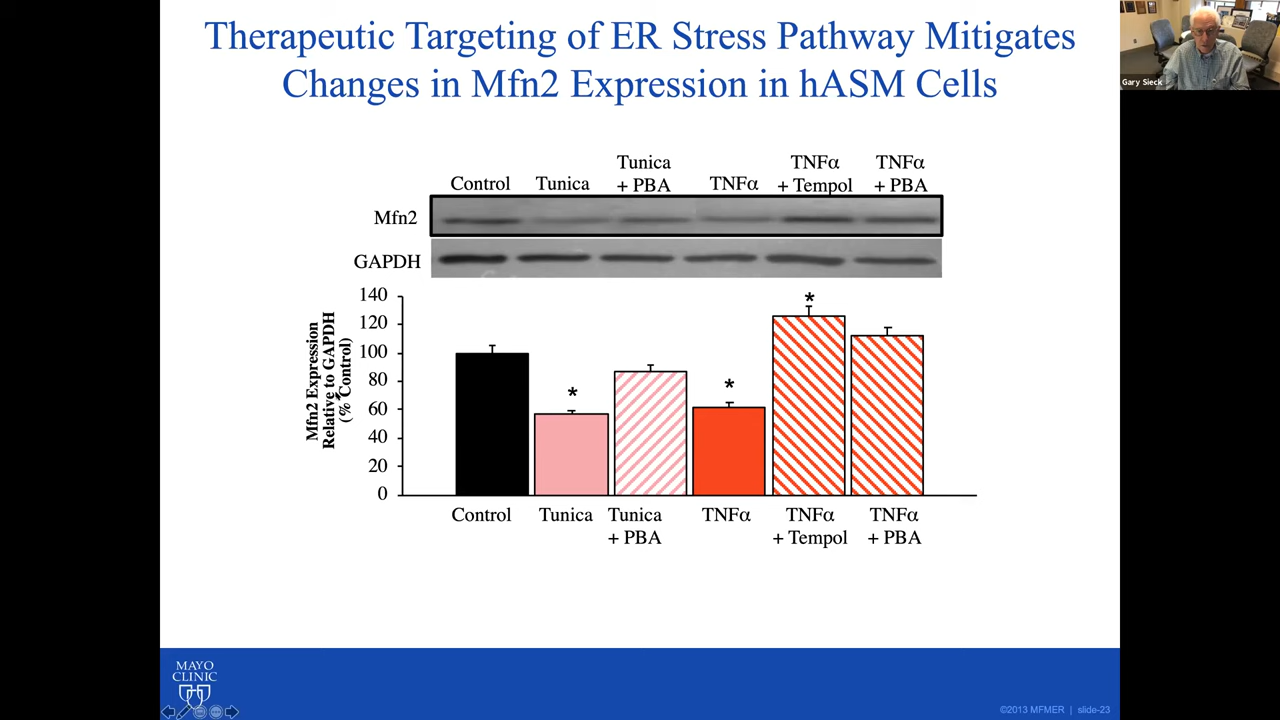 Therapeutic Targeting of ER Stress Pathway Mitigates
Changes in Mfn2 Expression in hASM Cells
Gary Sieck
Control
Tunica
Tunica
+ PBA
TNFα
TNFα
+ Tempol
TNFα
+ PBA
Mfn2
GAPDH
Mfn2 Expression
Relative to GAPDH
(% Control)
140
120
100
80
60
40
20
0
*
*
*
Control
Tunica
Tunica
+ PBA
TNFα
TNFα
+ Tempol
TNFα
+ PBA
MAYO
CLINIC
©2013 MFMER | slide-23